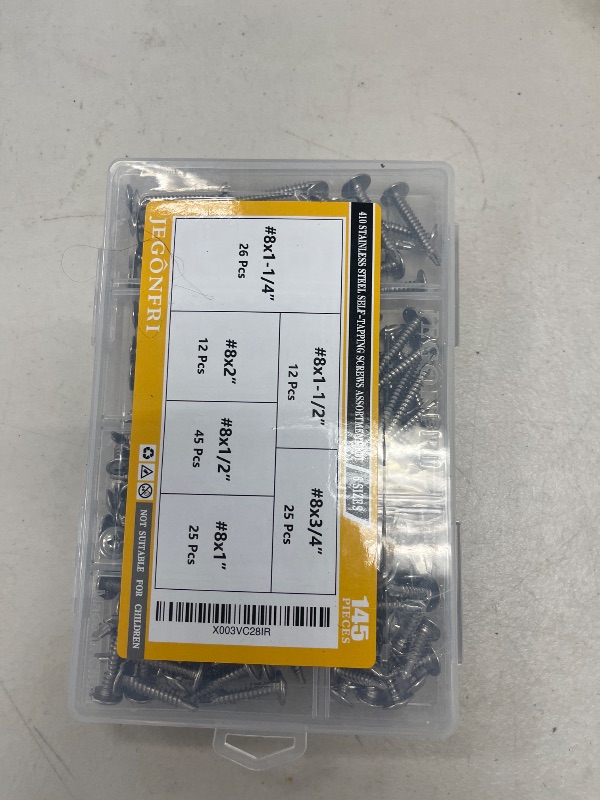 410 STAINLESS STEEL SELF-TAPPING SCREWS ASSORTMENT
6 SIZES
#8x1-1/4″
26 Pcs
#8x1-1/2″
12 Pcs
#8x3/4″
25 Pcs
#8x2″
12 Pcs
#8x1/2″
45 Pcs
#8x1″
25 Pcs
145
PIECES
X003VC28IR
JEGÔNFRI
NOT SUITABLE FOR CHILDREN